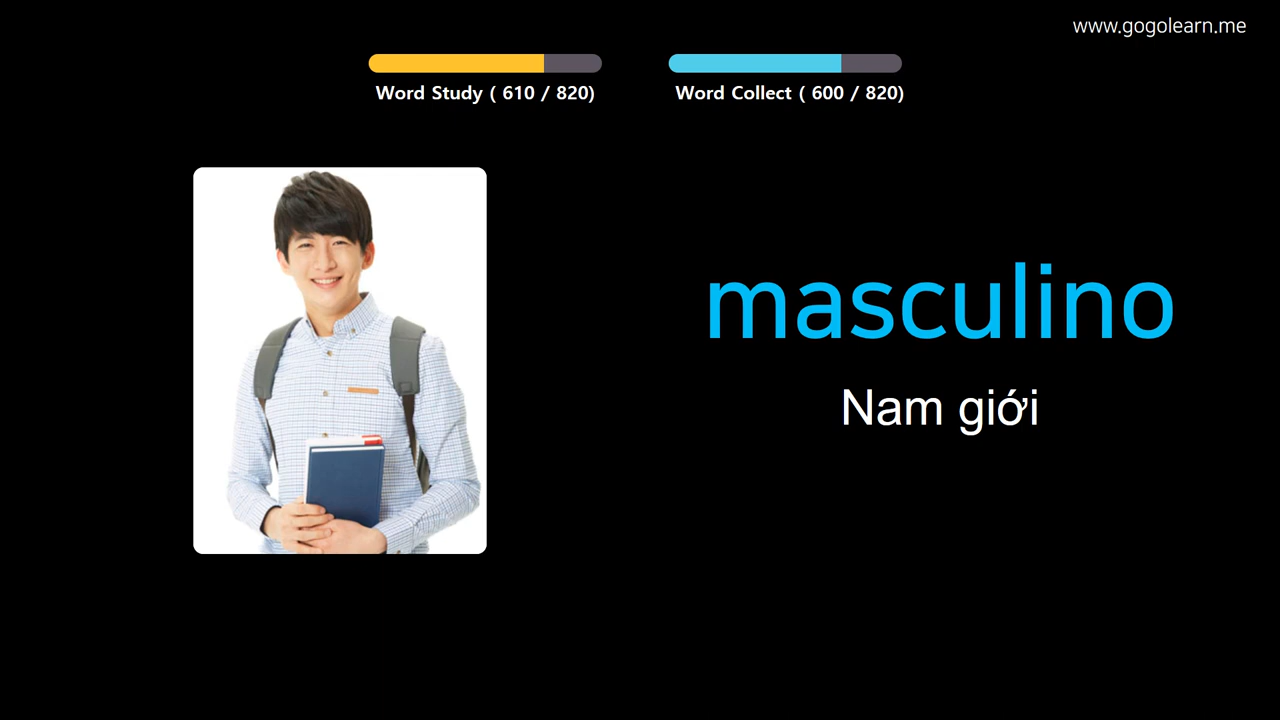 www.gogolearn.me
Word Study ( 610 / 820)
Word Collect ( 600 / 820)
masculino
Nam giới